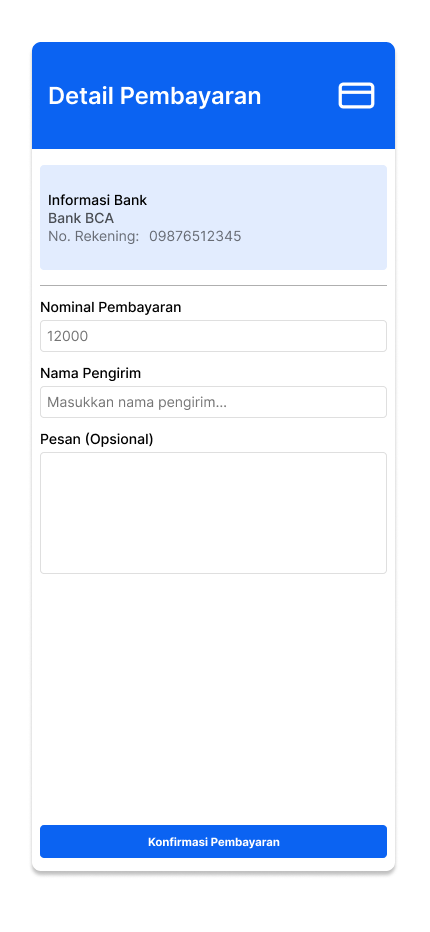 Detail Pembayaran
Informasi Bank
Bank BCA
No. Rekening: 09876512345
Nominal Pembayaran
12000
Nama Pengirim
Masukkan nama pengirim...
Pesan (Opsional)
Konfirmasi Pembayaran